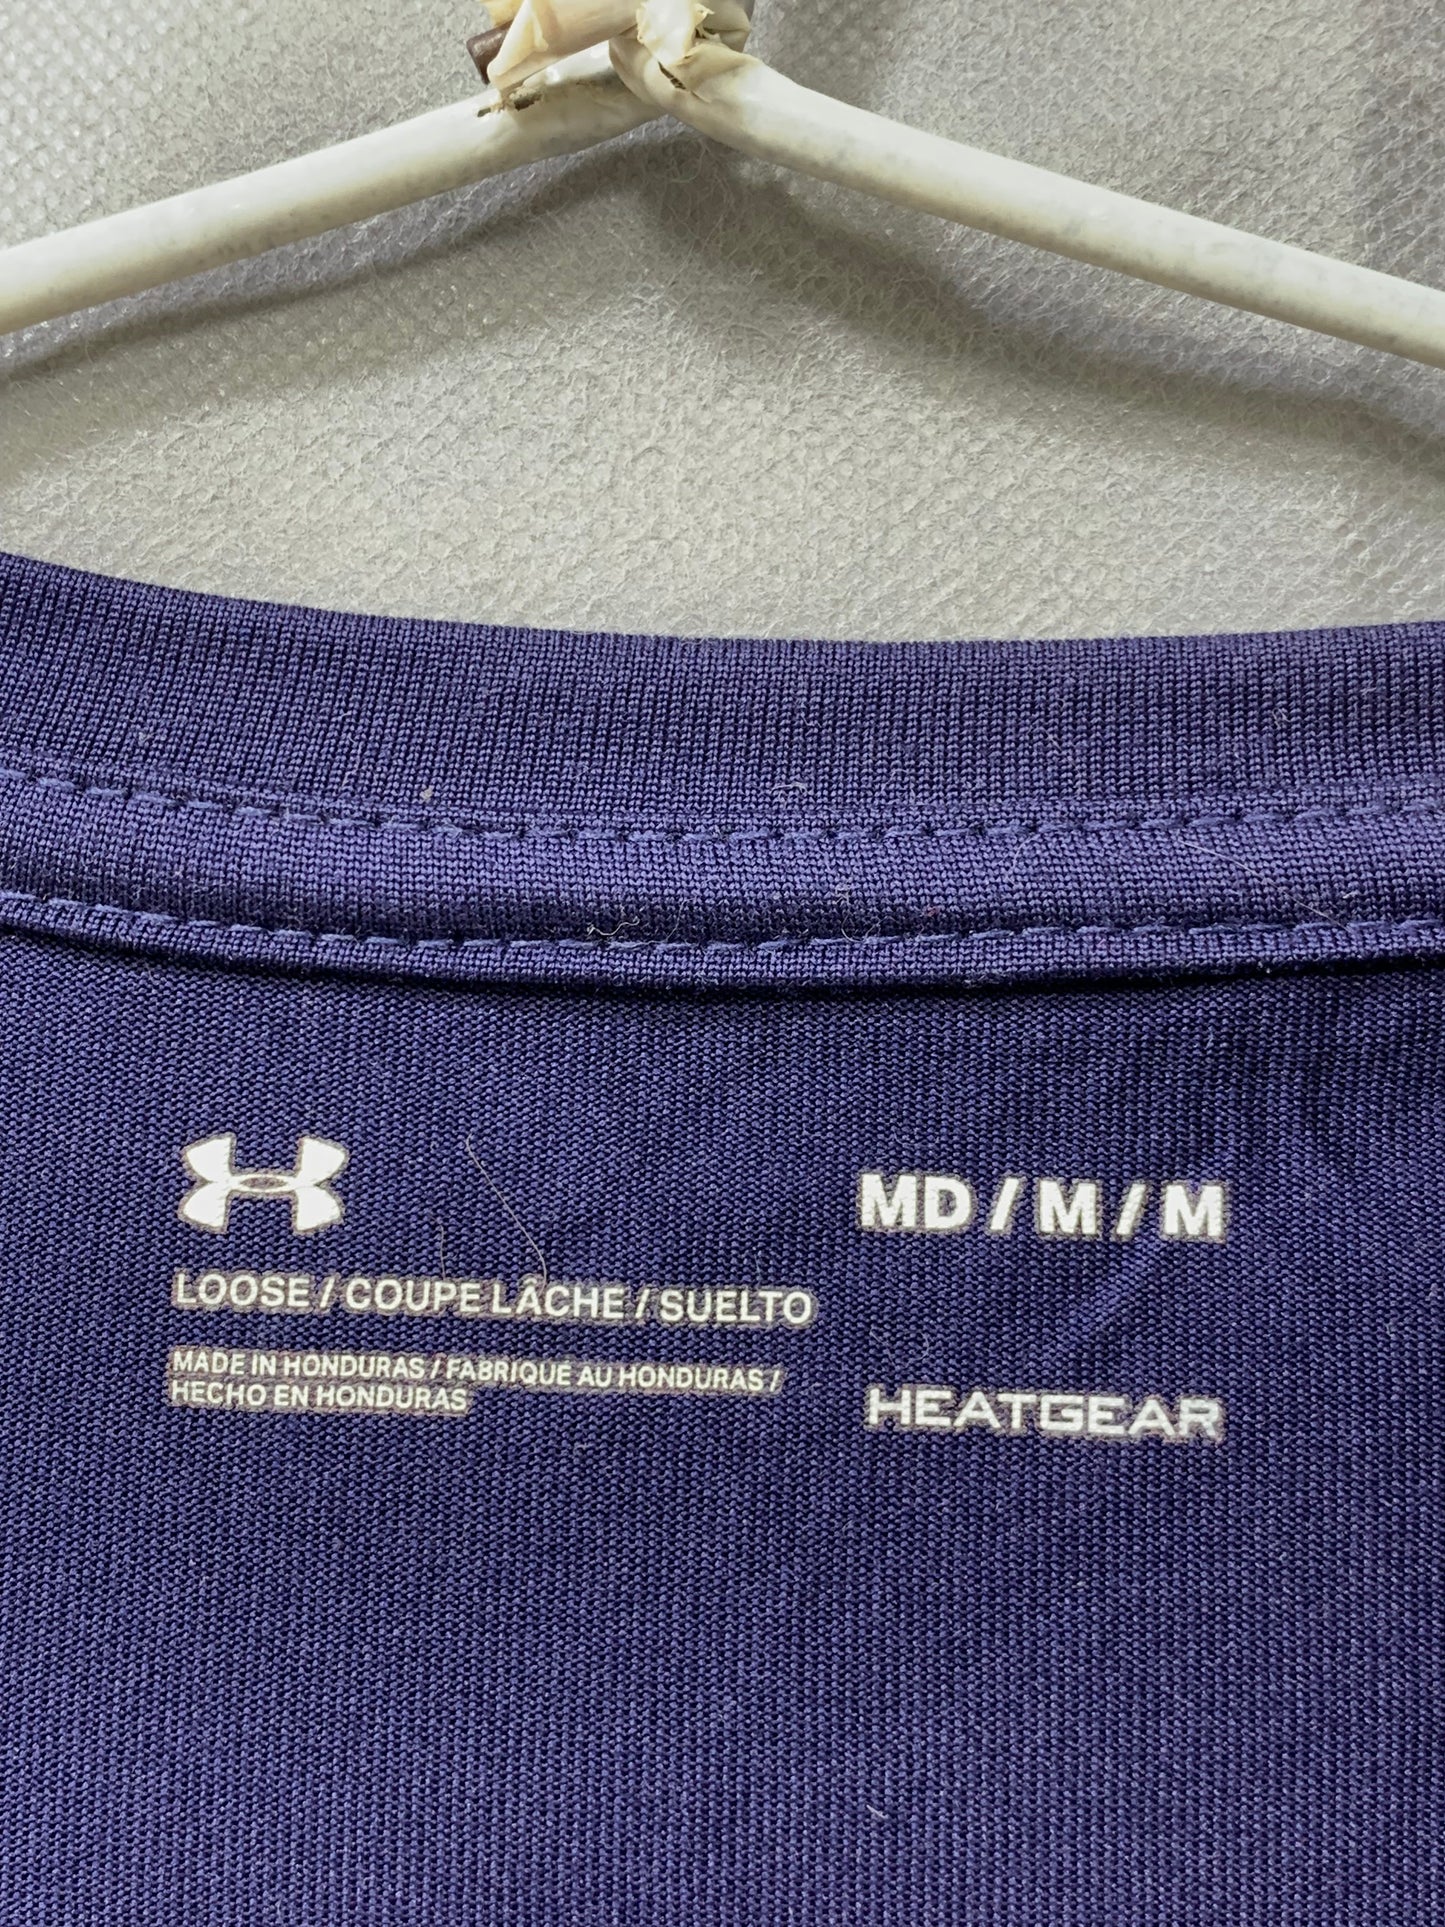 MD / M / M
LOOSE / COUPE LÂCHE / SUELTO
MADE IN HONDURAS / FABRIQUÉ AU HONDURAS /
HECHO EN HONDURAS
HEATGEAR